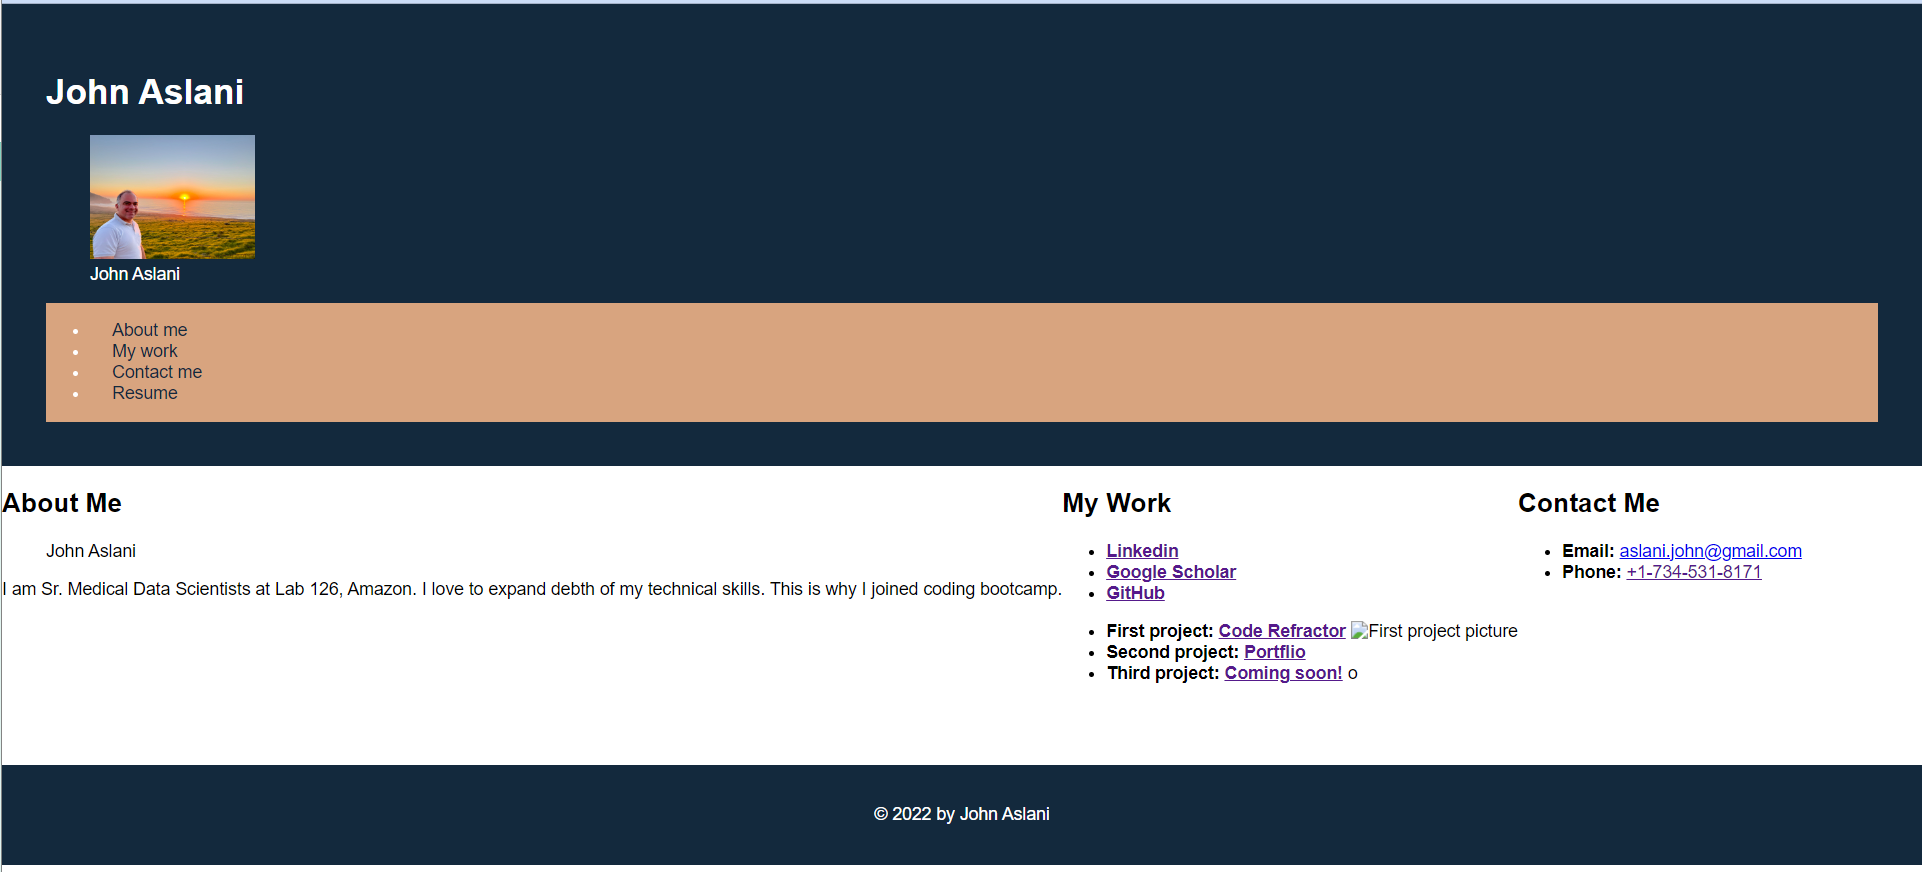 John Aslani
John Aslani
About me
My work
Contact me
Resume
About Me
John Aslani
I am Sr. Medical Data Scientists at Lab 126, Amazon. I love to expand debth of my technical skills. This is why I joined coding bootcamp.
My Work
Linkedin
Google Scholar
GitHub
First project: Code Refractor First project picture
Second project: Portflio
Third project: Coming soon! o
Contact Me
Email: aslani.john@gmail.com
Phone: +1-734-531-8171
© 2022 by John Aslani